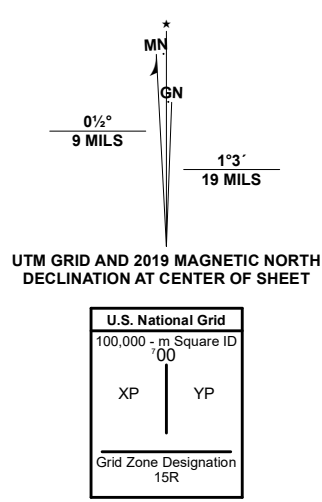 ★
MN
GN
0½°
9 MILS
1°3´
19 MILS
UTM GRID AND 2019 MAGNETIC NORTH
DECLINATION AT CENTER OF SHEET
U.S. National Grid
100,000 - m Square ID
⁷00
XP YP
Grid Zone Designation
15R